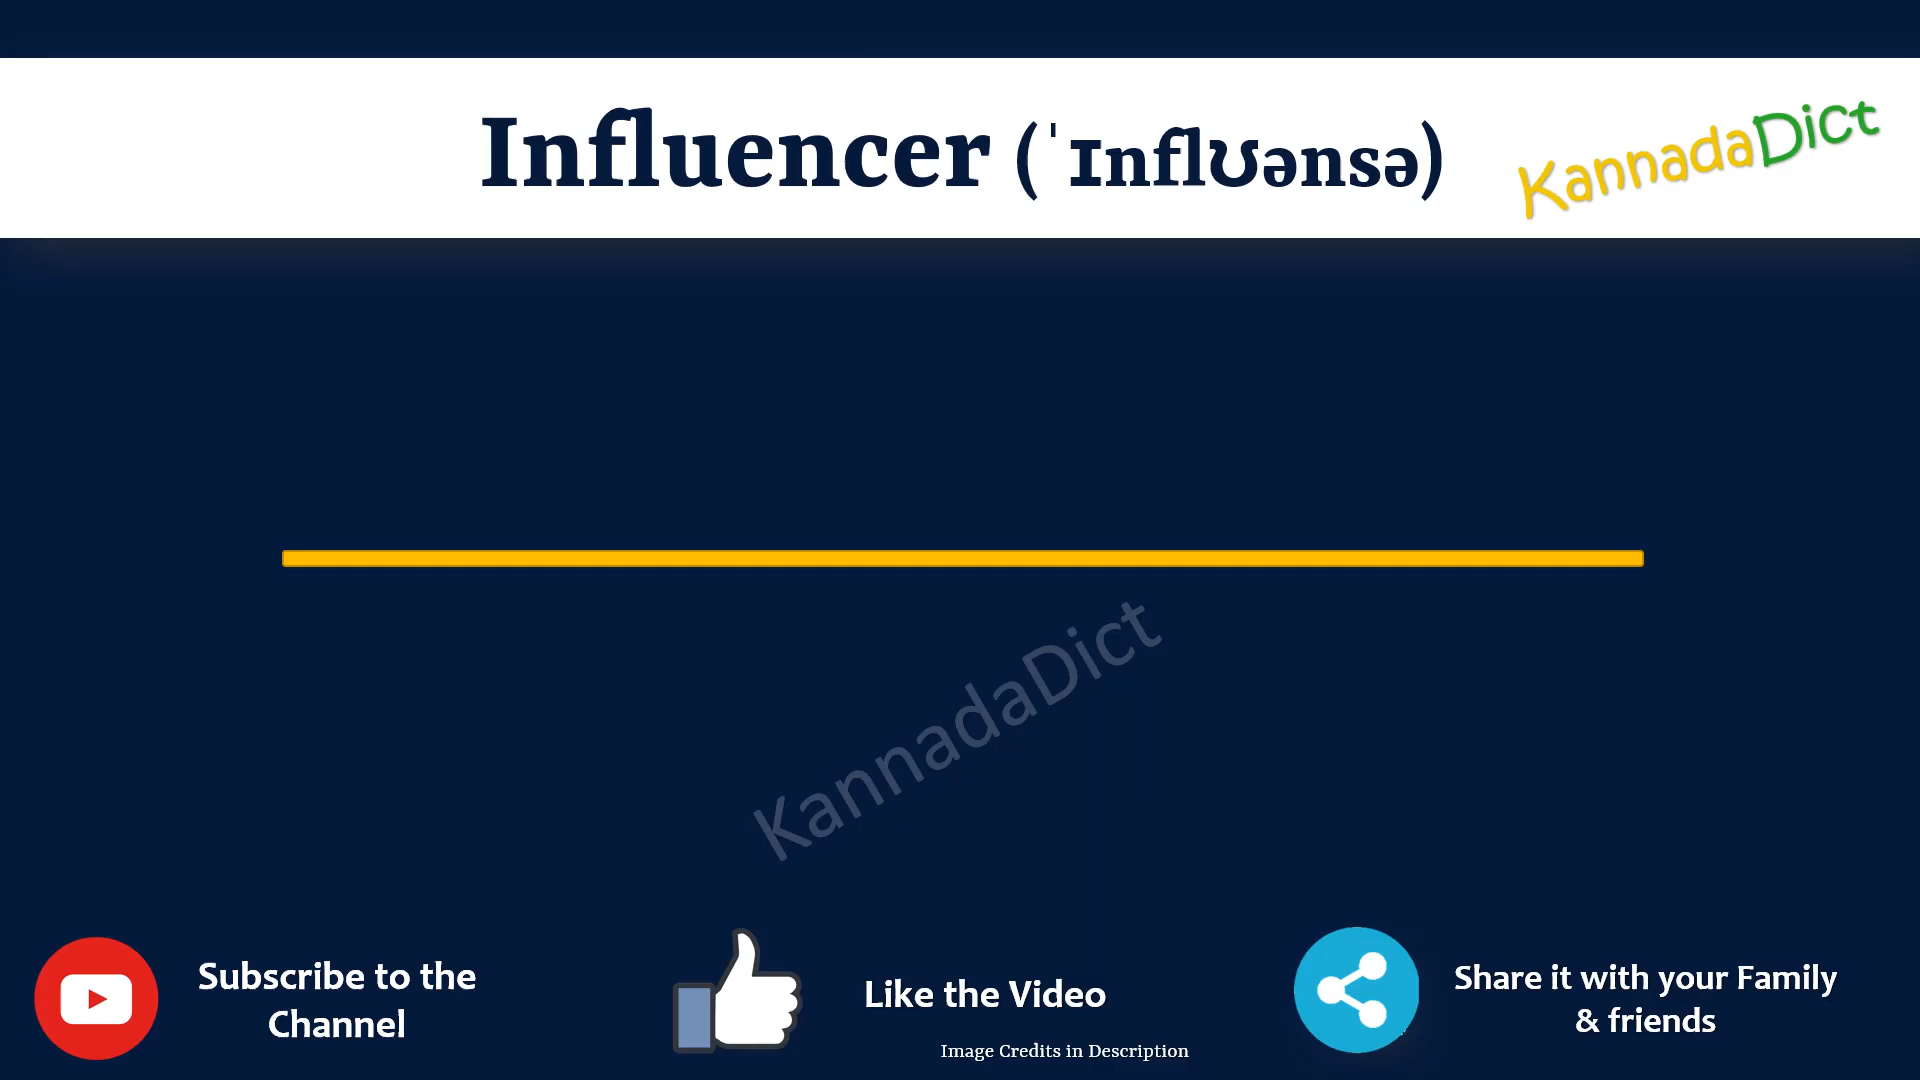 Influencer (ˈɪnflʊənsə)
KannadaDict
KannadaDict
Subscribe to the
Channel
Like the Video
Share it with your Family
& friends
Image Credits in Description